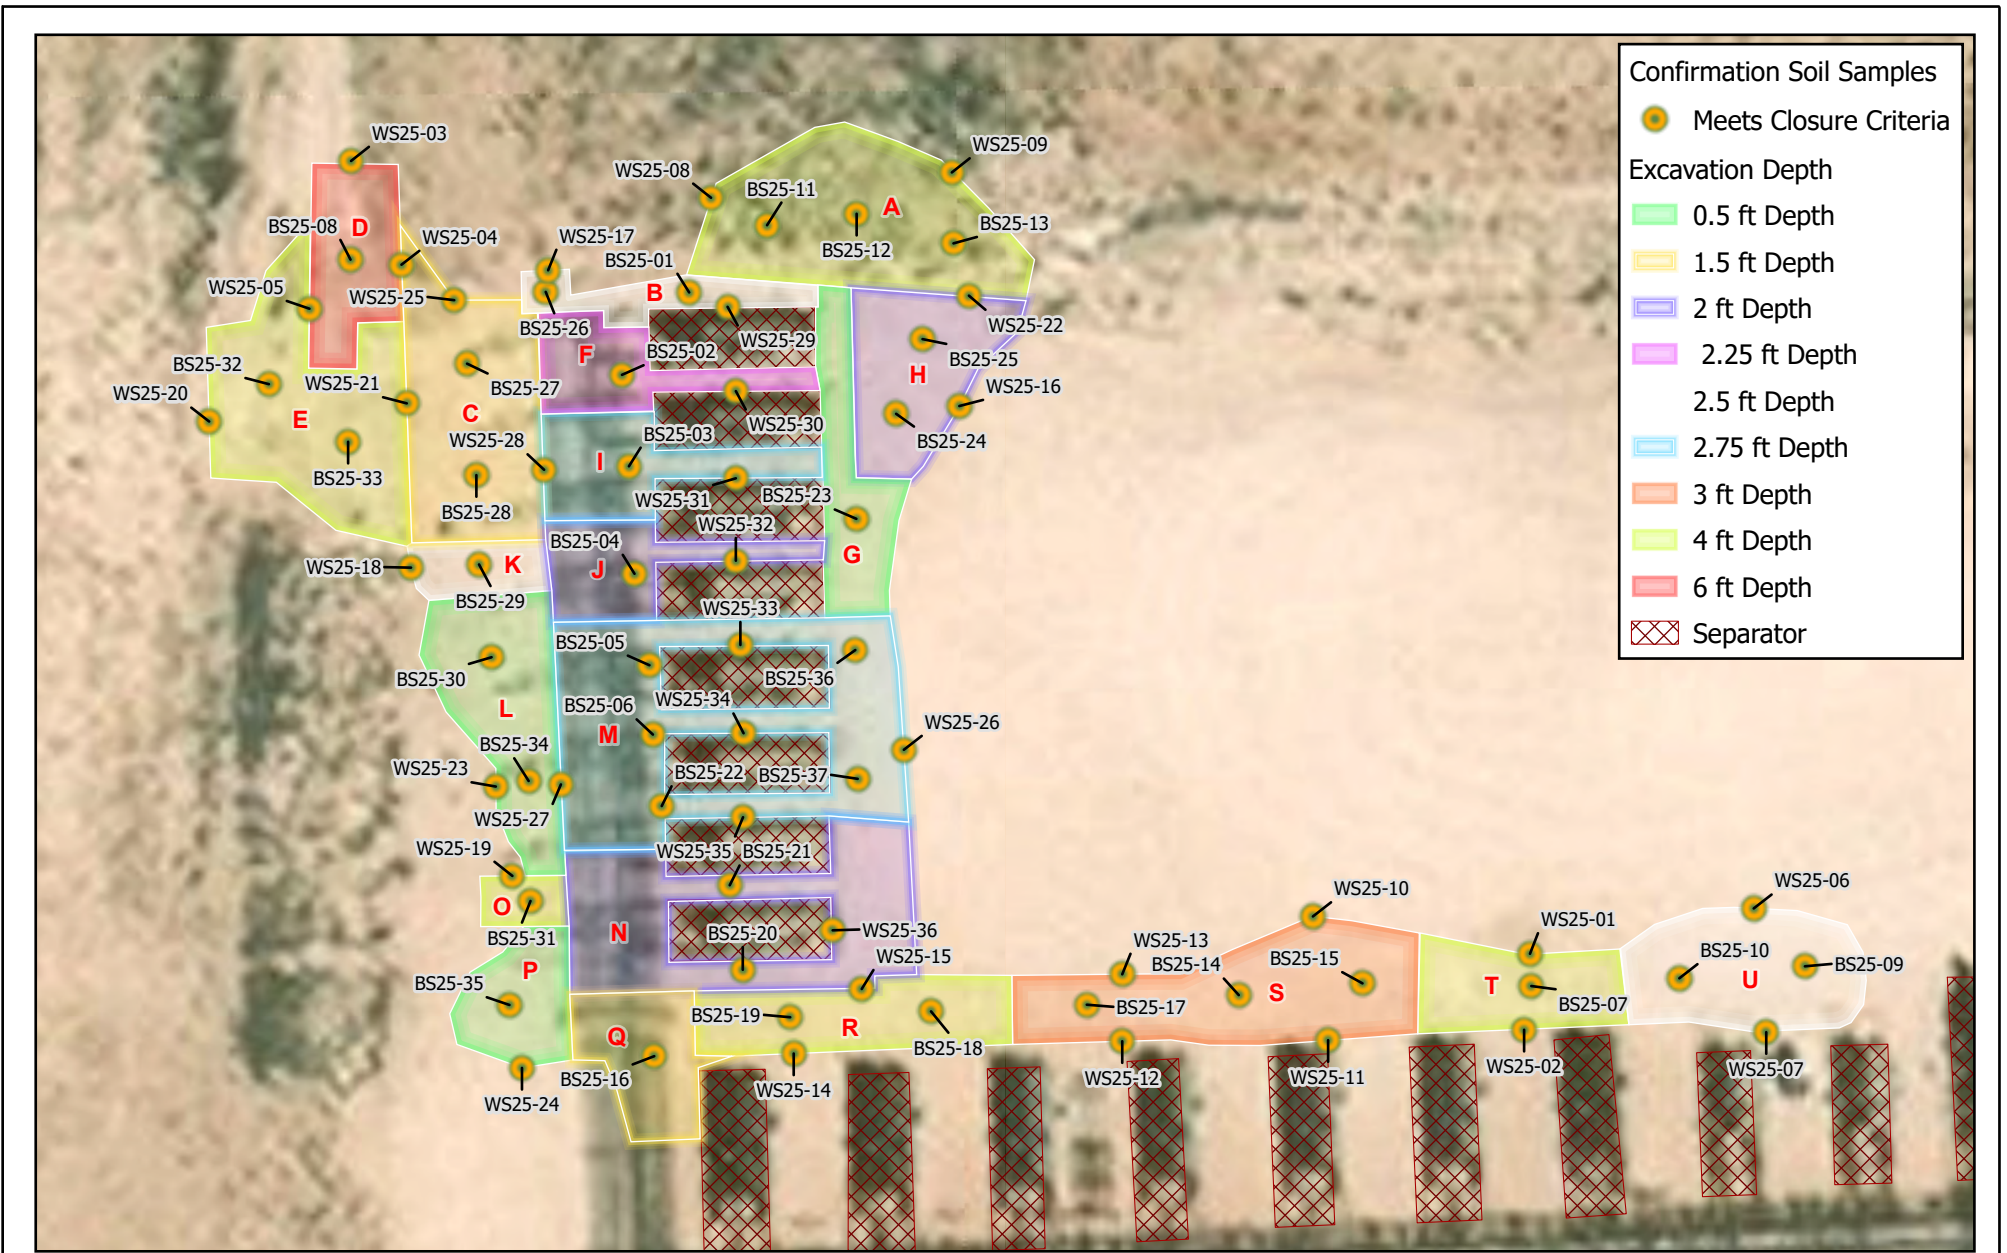 Confirmation Soil Samples
Meets Closure Criteria
Excavation Depth
0.5 ft Depth
1.5 ft Depth
2 ft Depth
2.25 ft Depth
2.5 ft Depth
2.75 ft Depth
3 ft Depth
4 ft Depth
6 ft Depth
Separator
WS25-03
WS25-09
WS25-08
BS25-11
A
BS25-08
D
WS25-04
WS25-17
BS25-01
BS25-12
BS25-13
WS25-05
WS25-25
B
BS25-26
WS25-29
WS25-22
F
BS25-02
BS25-25
BS25-32
WS25-21
BS25-27
H
WS25-20
WS25-16
E
C
WS25-30
WS25-28
BS25-03
BS25-24
BS25-33
I
BS25-28
WS25-31
BS25-23
WS25-32
BS25-04
G
WS25-18
K
J
BS25-29
WS25-33
BS25-05
BS25-30
BS25-36
WS25-34
L
BS25-06
M
WS25-26
BS25-34
WS25-23
BS25-22
BS25-37
WS25-27
WS25-19
WS25-35
BS25-21
WS25-10
WS25-06
O
BS25-31
N
BS25-20
WS25-36
WS25-13
WS25-01
P
WS25-15
BS25-14
BS25-15
BS25-10
BS25-09
BS25-35
S
T
U
BS25-17
BS25-07
BS25-19
R
Q
BS25-18
BS25-16
WS25-14
WS25-12
WS25-11
WS25-02
WS25-07
WS25-24